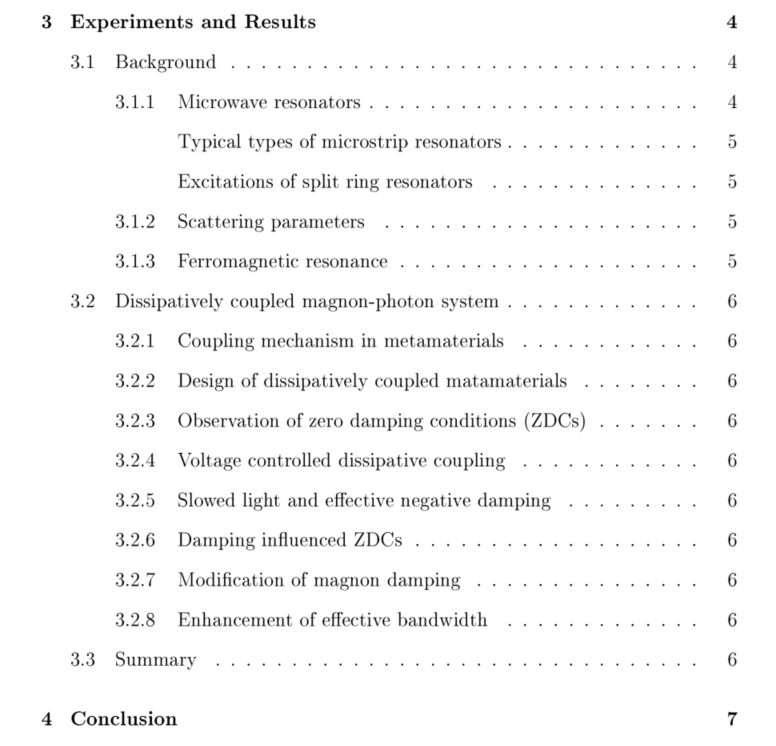 3 Experiments and Results 4
3.1 Background . . . . . . . . . . . . . . . . . . . . . . . . . . . . . . . 4
3.1.1 Microwave resonators . . . . . . . . . . . . . . . . . . . . . . 4
Typical types of microstrip resonators . . . . . . . . . . . . . 5
Excitations of split ring resonators . . . . . . . . . . . . . . 5
3.1.2 Scattering parameters . . . . . . . . . . . . . . . . . . . . . 5
3.1.3 Ferromagnetic resonance . . . . . . . . . . . . . . . . . . . . 5
3.2 Dissipatively coupled magnon-photon system . . . . . . . . . . . . . 6
3.2.1 Coupling mechanism in metamaterials . . . . . . . . . . . . 6
3.2.2 Design of dissipatively coupled matamaterials . . . . . . . . 6
3.2.3 Observation of zero damping conditions (ZDCs) . . . . . . . 6
3.2.4 Voltage controlled dissipative coupling . . . . . . . . . . . . 6
3.2.5 Slowed light and effective negative damping . . . . . . . . . 6
3.2.6 Damping influenced ZDCs . . . . . . . . . . . . . . . . . . . 6
3.2.7 Modification of magnon damping . . . . . . . . . . . . . . . 6
3.2.8 Enhancement of effective bandwidth . . . . . . . . . . . . . 6
3.3 Summary . . . . . . . . . . . . . . . . . . . . . . . . . . . . . . . . 6
4 Conclusion 7